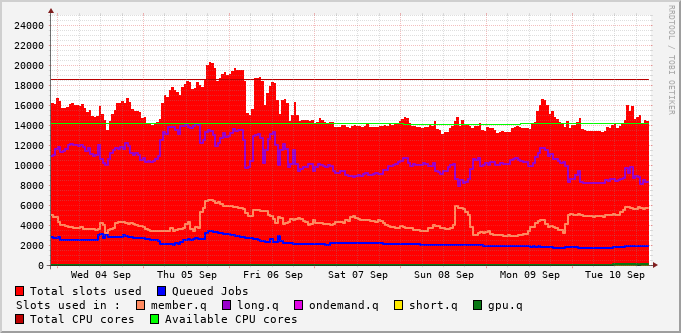 24000
22000
20000
18000
16000
14000
12000
10000
8000
6000
4000
2000
0
Wed 04 Sep Thu 05 Sep Fri 06 Sep Sat 07 Sep Sun 08 Sep Mon 09 Sep Tue 10 Sep
Total slots used Queued Jobs
Slots used in : member.q long.q ondemand.q short.q gpu.q
Total CPU cores Available CPU cores
RRDTOOL / TOBI OETIKER